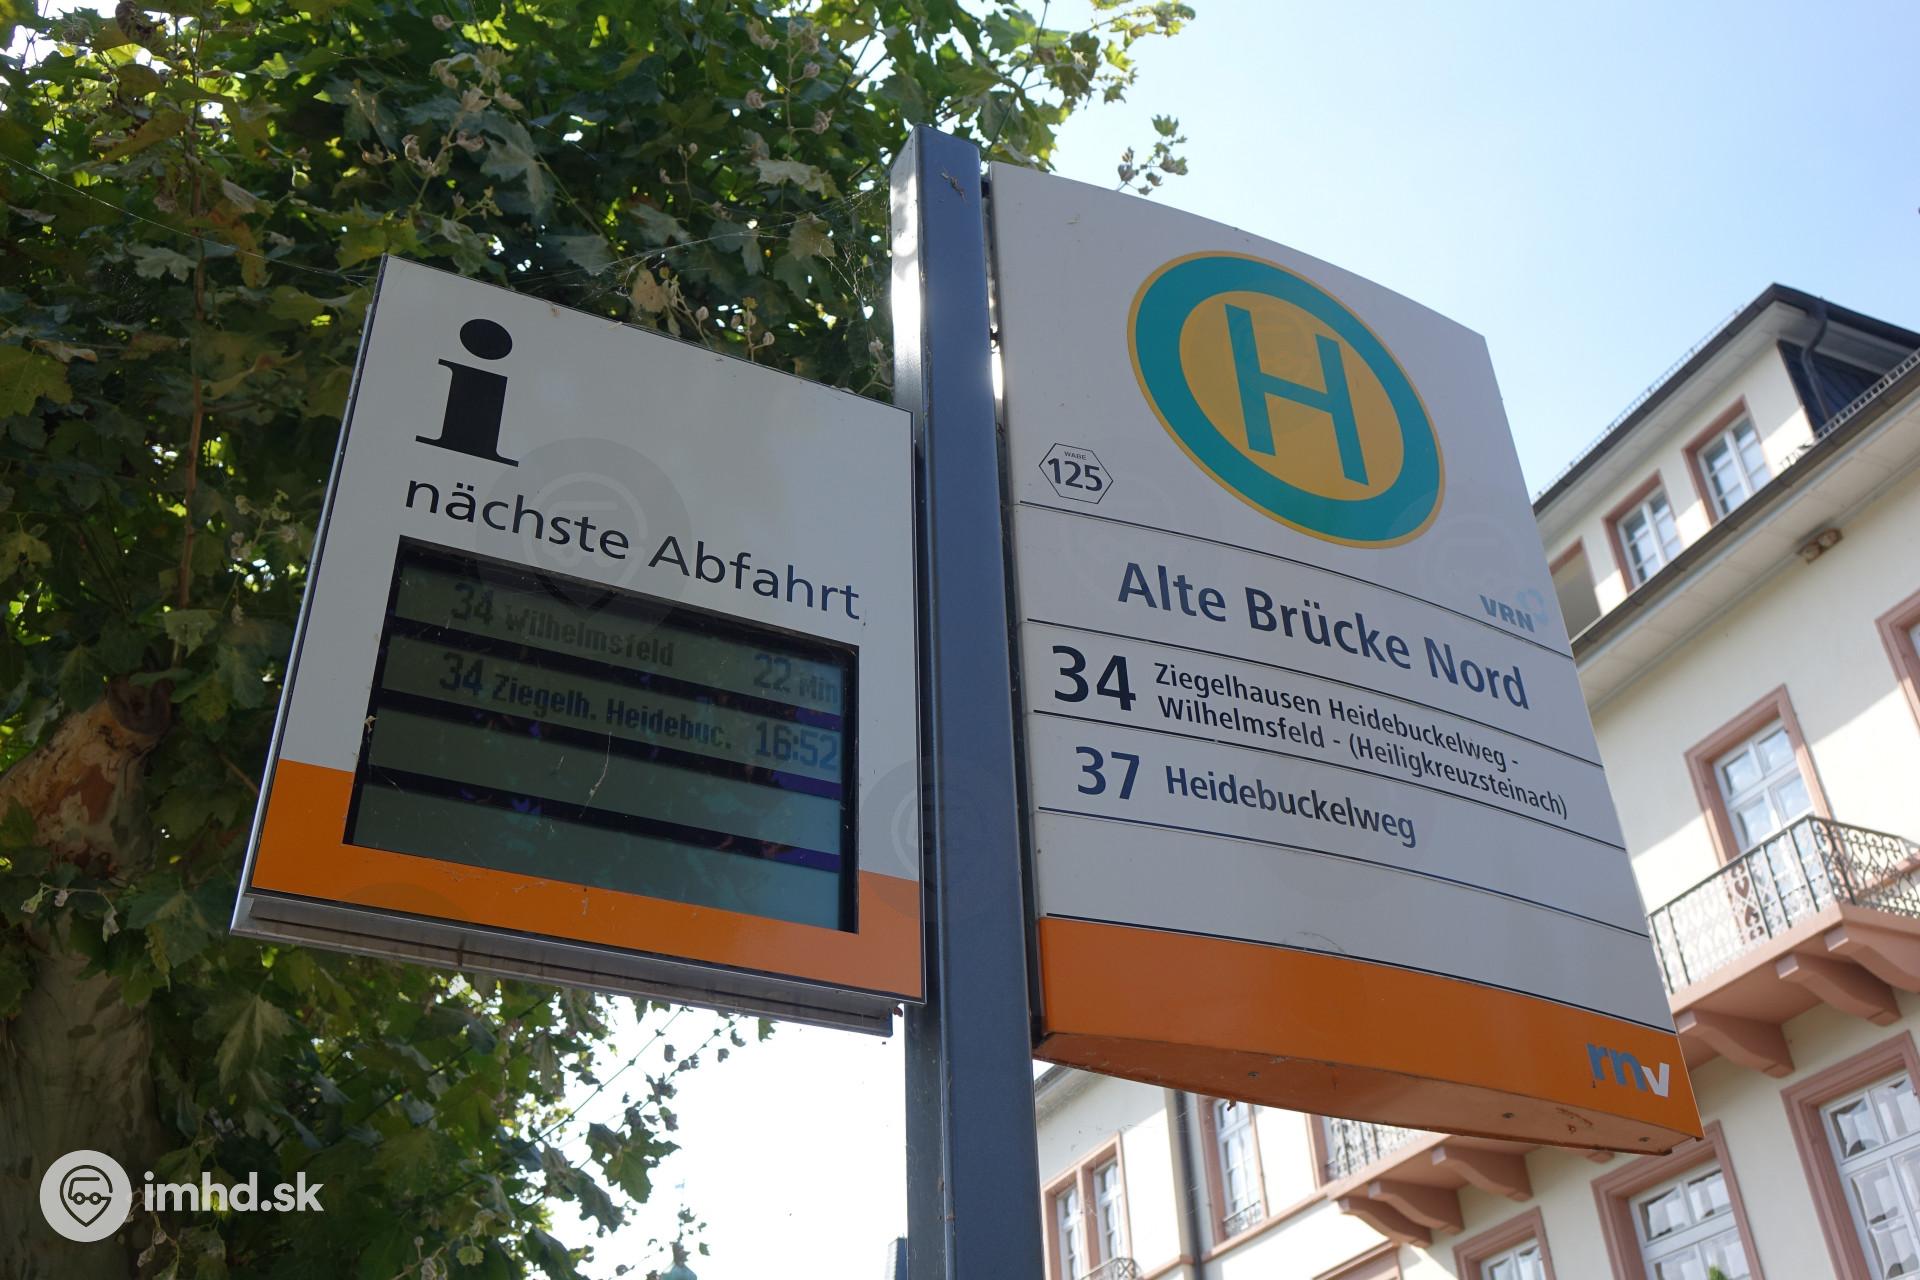 i
nächste Abfahrt
34 Wilhelmsfeld 22 Min
34 Ziegelh. Heidebuc. 16:52
H
WABE
125
VRN
Alte Brücke Nord
34 Ziegelhausen Heidebuckelweg -
Wilhelmsfeld - (Heiligkreuzsteinach)
37 Heidebuckelweg
rnv
imhd.sk